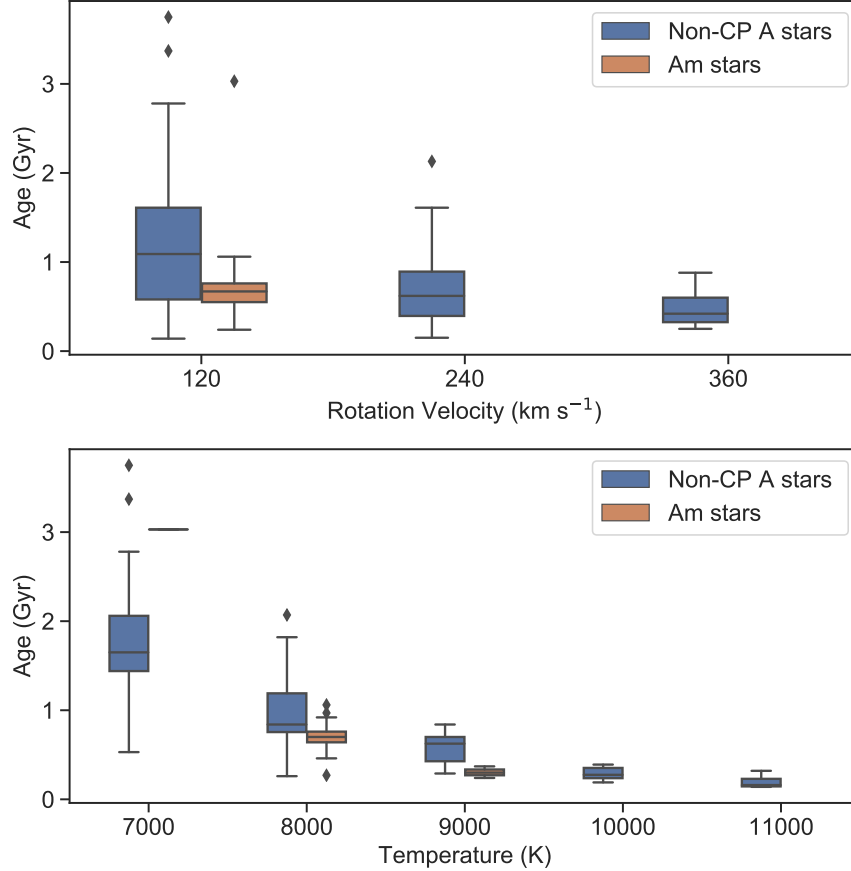 Non-CP A stars
Am stars
3
2
1
0
Age (Gyr)
120 240 360
Rotation Velocity (km s⁻¹)
Non-CP A stars
Am stars
3
2
1
0
Age (Gyr)
7000 8000 9000 10000 11000
Temperature (K)